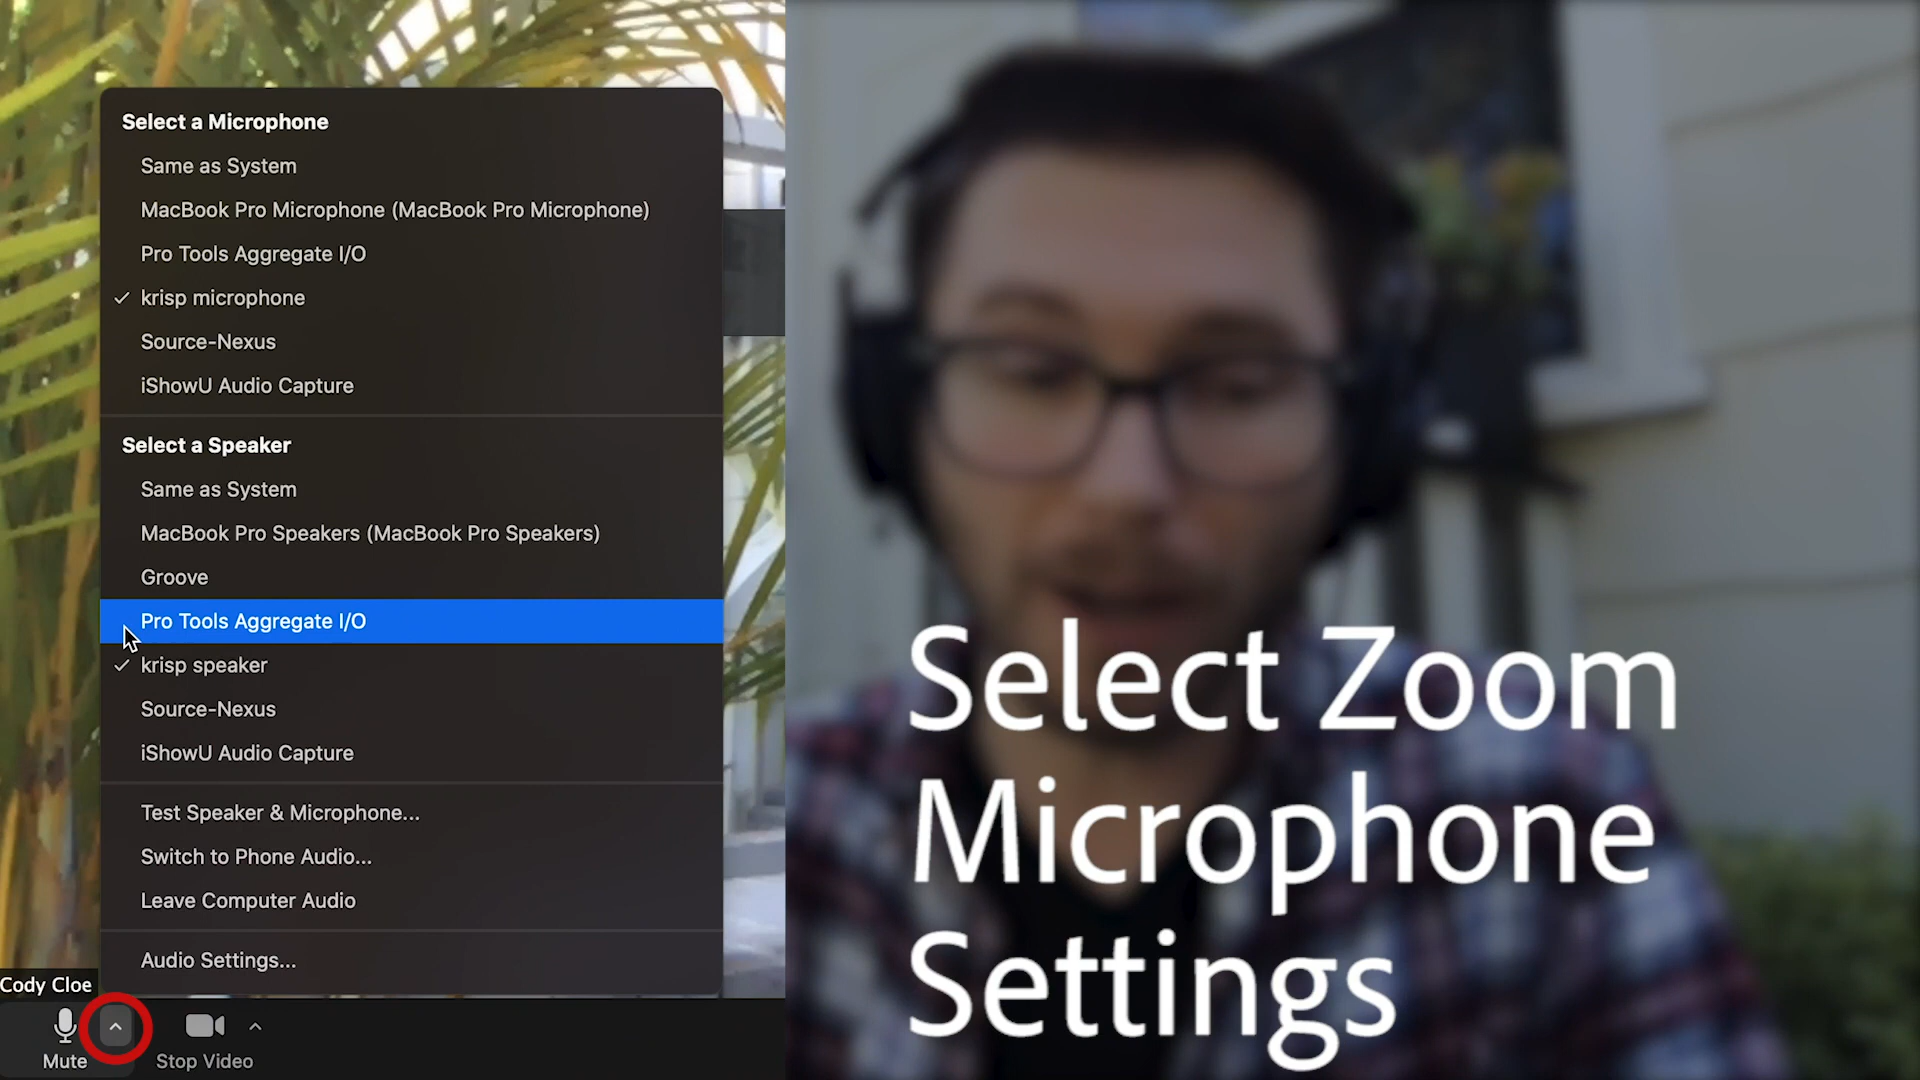 Select a Microphone
Same as System
MacBook Pro Microphone (MacBook Pro Microphone)
Pro Tools Aggregate I/O
✓ krisp microphone
Source-Nexus
iShowU Audio Capture
Select a Speaker
Same as System
MacBook Pro Speakers (MacBook Pro Speakers)
Groove
Pro Tools Aggregate I/O
✓ krisp speaker
Source-Nexus
iShowU Audio Capture
Test Speaker & Microphone...
Switch to Phone Audio...
Leave Computer Audio
Audio Settings...
Cody Cloe
Mute
Stop Video
Select Zoom
Microphone
Settings